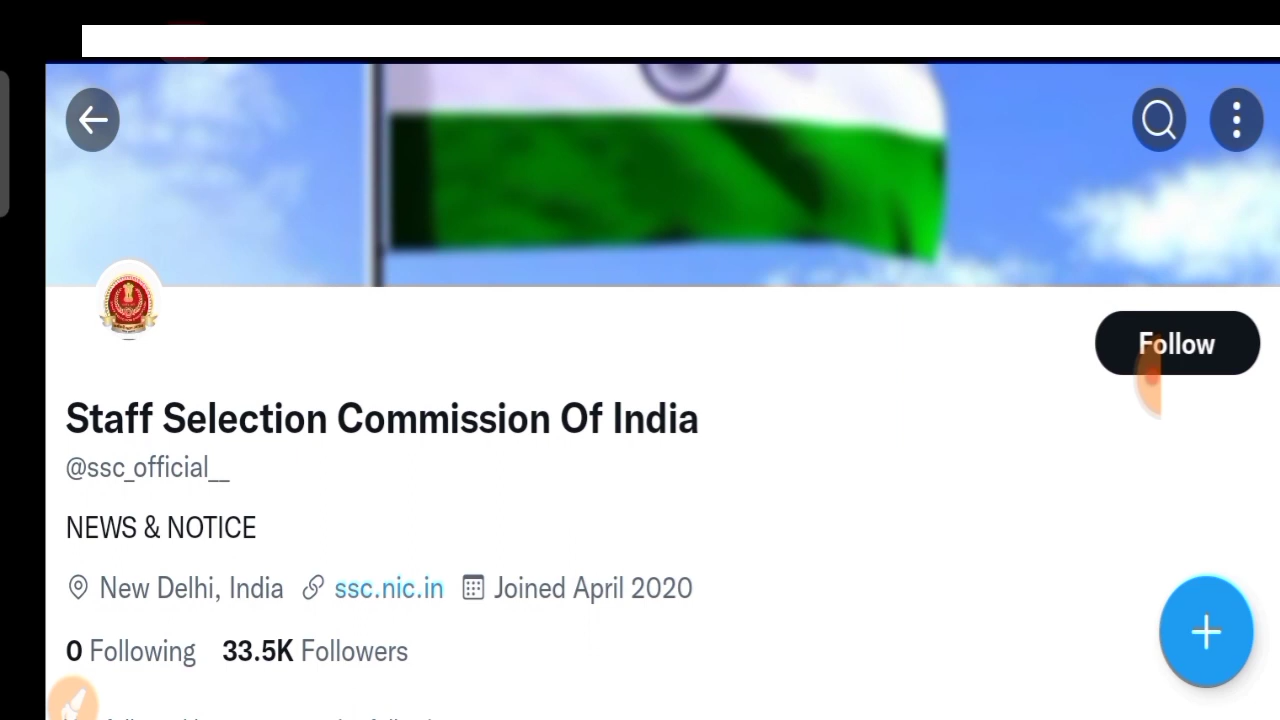 Follow
Staff Selection Commission Of India
@ssc_official__
NEWS & NOTICE
New Delhi, India ssc.nic.in Joined April 2020
0 Following 33.5K Followers